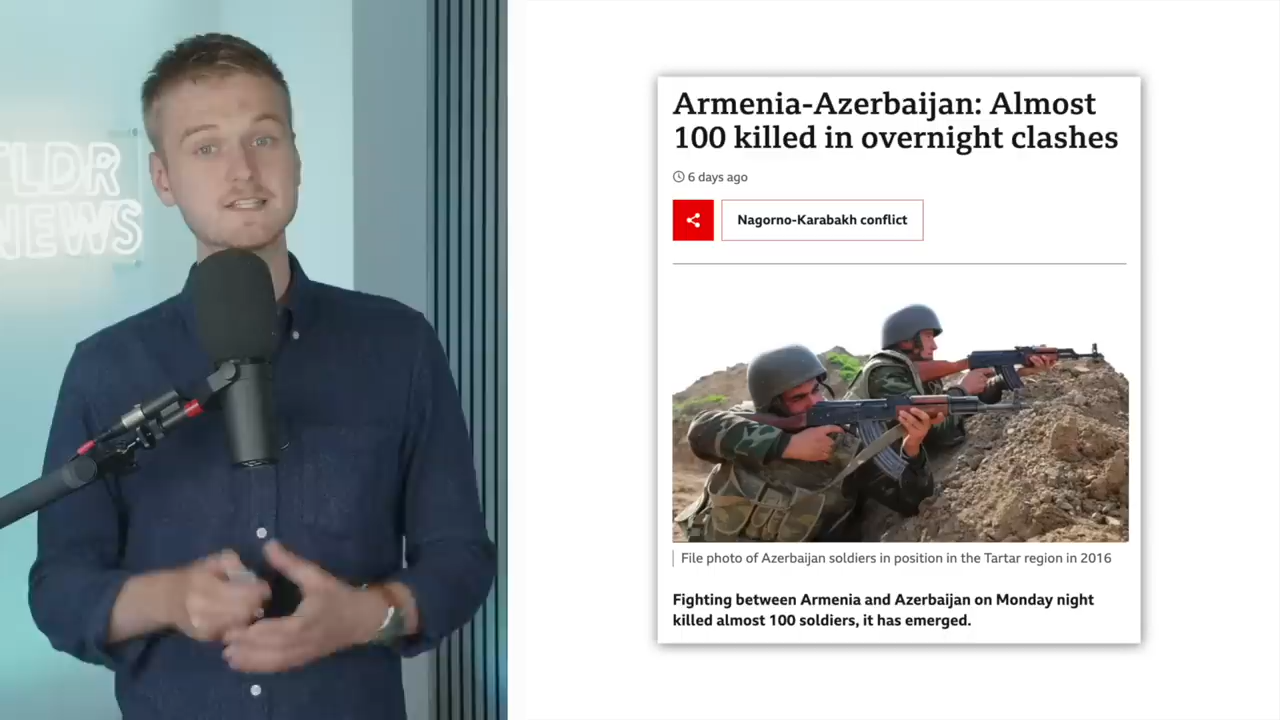 TLDR
NEWS
Armenia-Azerbaijan: Almost
100 killed in overnight clashes
6 days ago
Nagorno-Karabakh conflict
File photo of Azerbaijan soldiers in position in the Tartar region in 2016
Fighting between Armenia and Azerbaijan on Monday night
killed almost 100 soldiers, it has emerged.